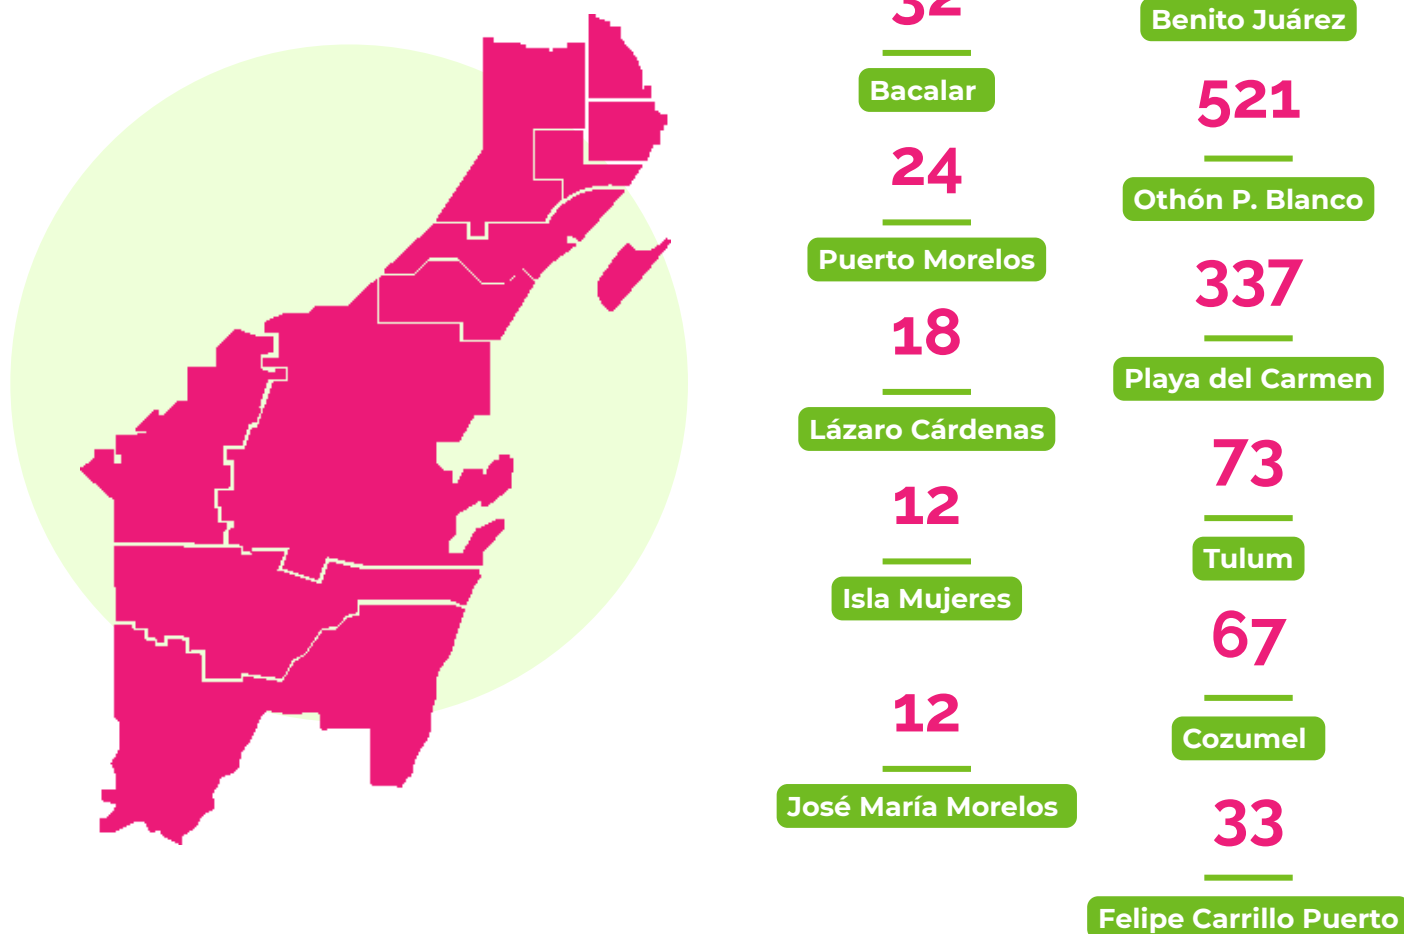 32
Bacalar
24
Puerto Morelos
18
Lázaro Cárdenas
12
Isla Mujeres
12
José María Morelos
Benito Juárez
521
Othón P. Blanco
337
Playa del Carmen
73
Tulum
67
Cozumel
33
Felipe Carrillo Puerto